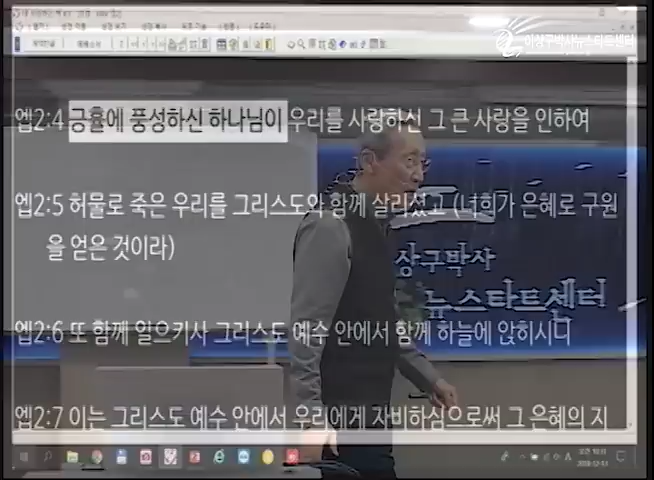 이상구박사뉴스타트센터
엡2:4 긍휼에 풍성하신 하나님이 우리를 사랑하신 그 큰 사랑을 인하여
엡2:5 허물로 죽은 우리를 그리스도와 함께 살리셨고 (너희가 은혜로 구원
을 얻은 것이라)
상구박사
뉴스타트센터
엡2:6 또 함께 일으키사 그리스도 예수 안에서 함께 하늘에 앉히시니
엡2:7 이는 그리스도 예수 안에서 우리에게 자비하심으로써 그 은혜의 지